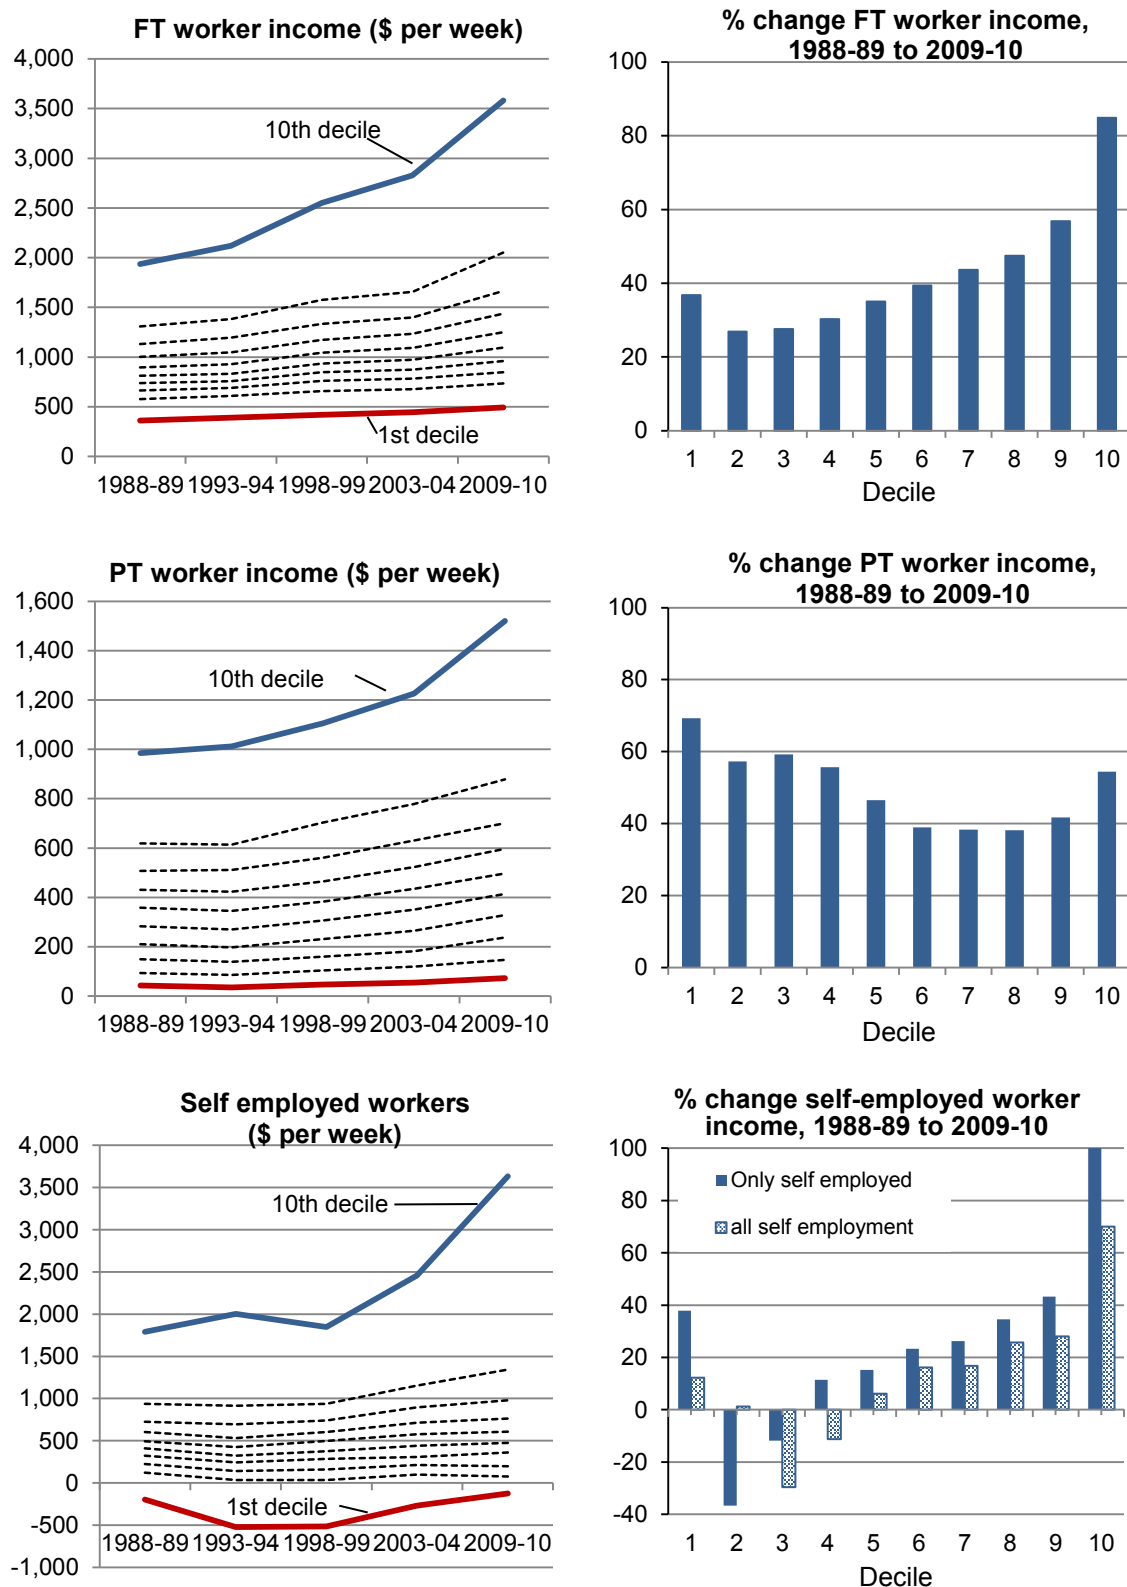 FT worker income ($ per week)
4,000
3,500
3,000
2,500
2,000
1,500
1,000
500
0
10th decile
1st decile
1988-89 1993-94 1998-99 2003-04 2009-10
% change FT worker income,
1988-89 to 2009-10
100
80
60
40
20
0
1 2 3 4 5 6 7 8 9 10
Decile
PT worker income ($ per week)
1,600
1,400
1,200
1,000
800
600
400
200
0
10th decile
1988-89 1993-94 1998-99 2003-04 2009-10
% change PT worker income,
1988-89 to 2009-10
100
80
60
40
20
0
1 2 3 4 5 6 7 8 9 10
Decile
Self employed workers
($ per week)
4,000
3,500
3,000
2,500
2,000
1,500
1,000
500
0
-500
-1,000
10th decile
1st decile
1988-89 1993-94 1998-99 2003-04 2009-10
% change self-employed worker
income, 1988-89 to 2009-10
100
80
60
40
20
0
-20
-40
Only self employed
all self employment
1 2 3 4 5 6 7 8 9 10
Decile